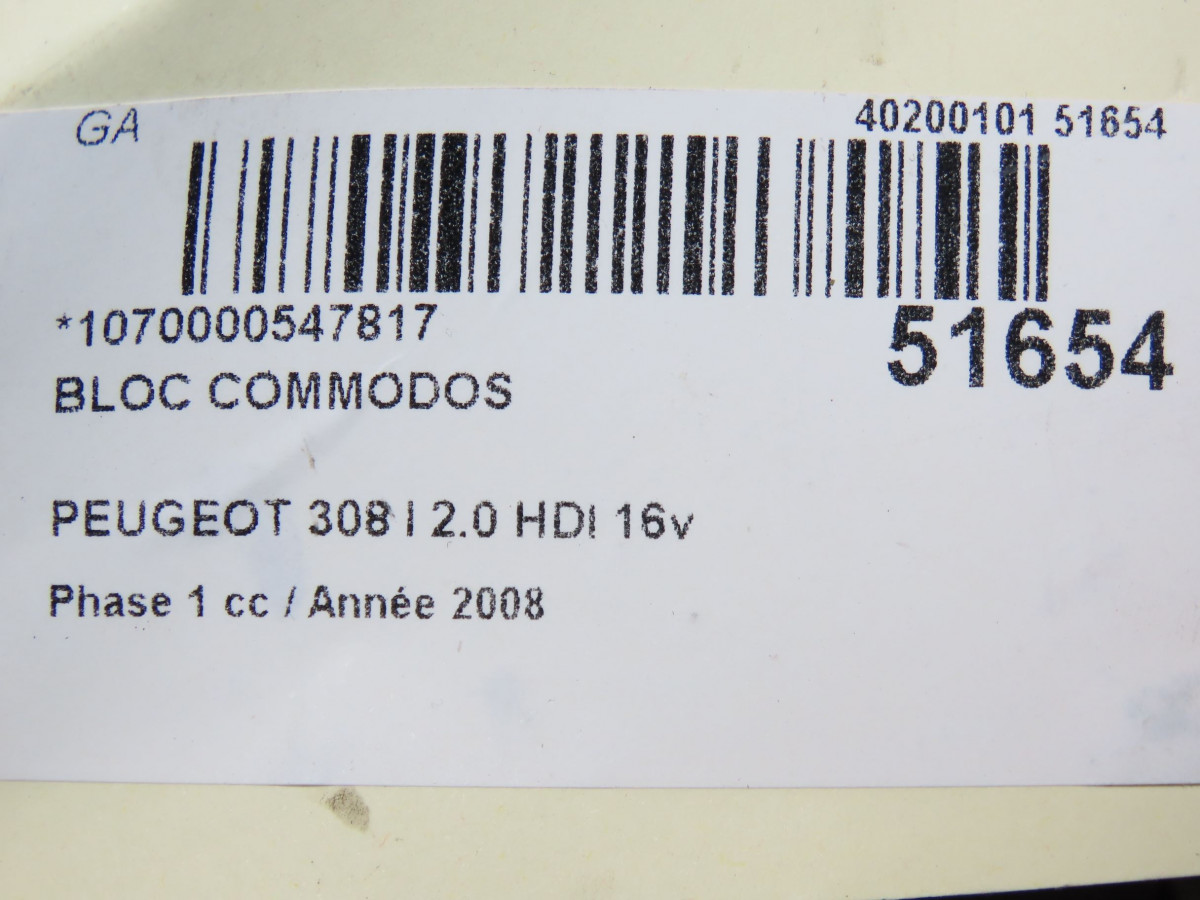 GA
40200101 51654
*1070000547817
51654
BLOC COMMODOS
PEUGEOT 308 I 2.0 HDI 16v
Phase 1 cc / Année 2008